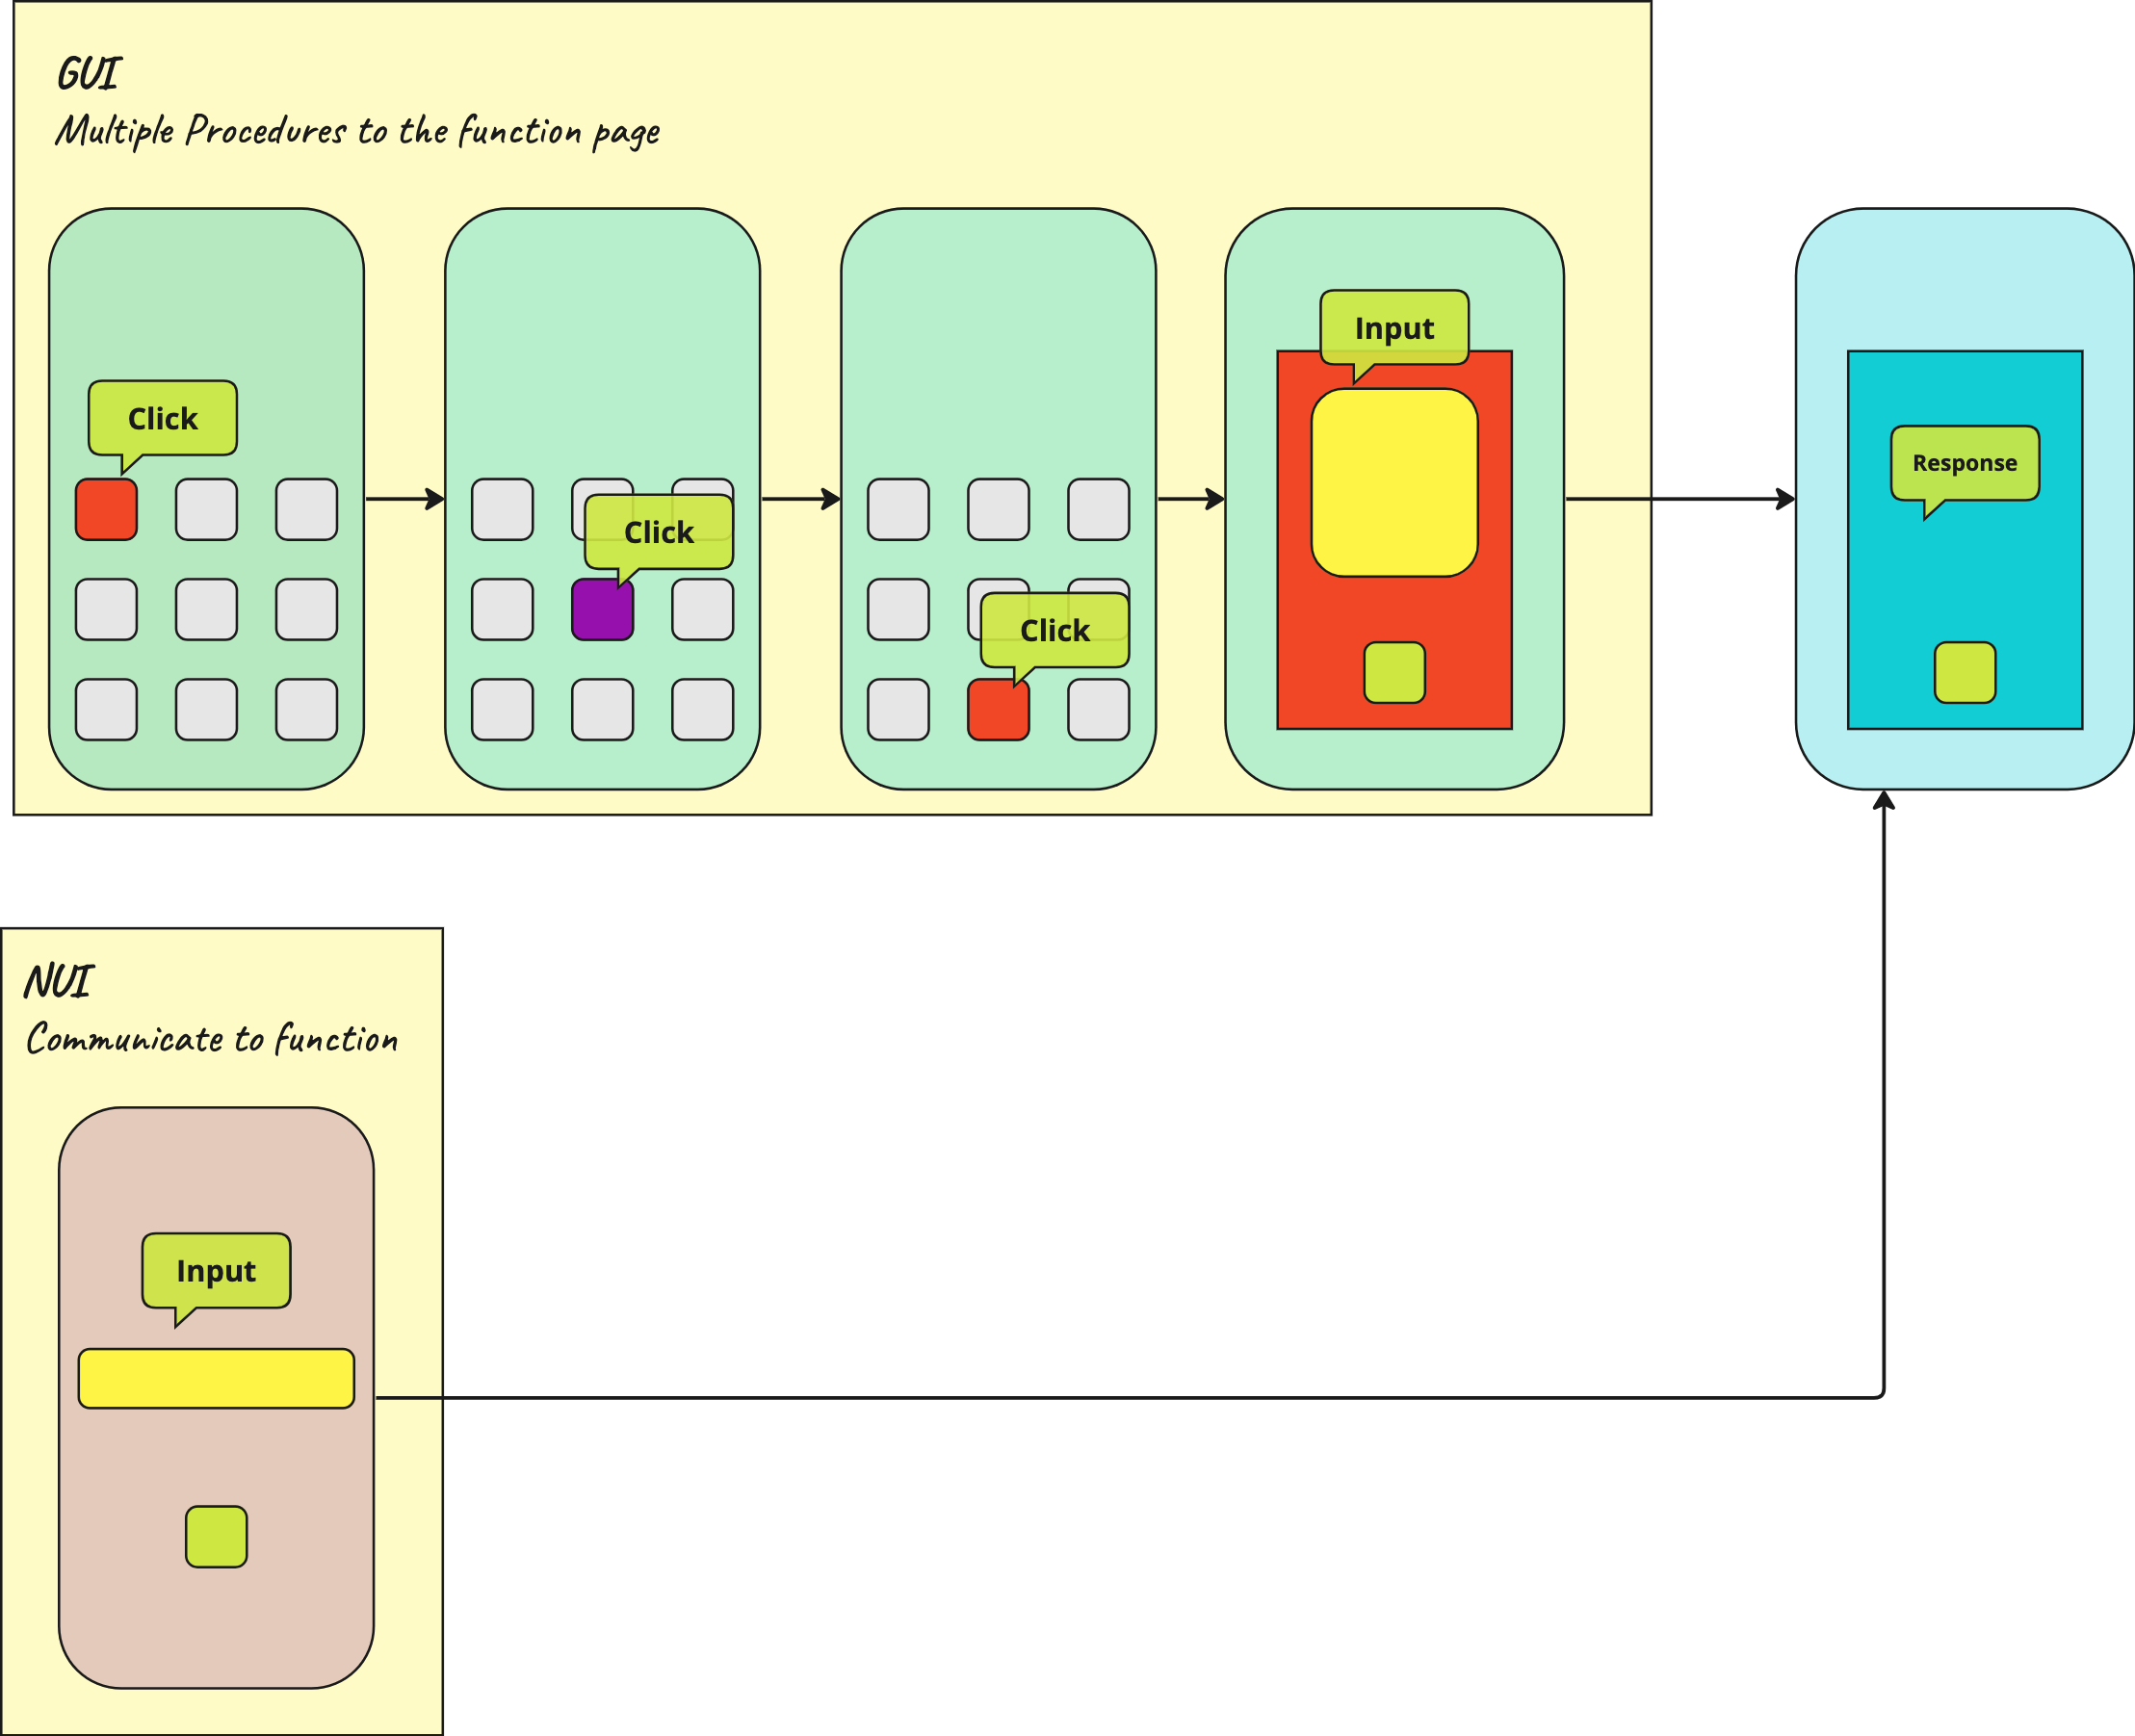 GUI
Multiple Procedures to the function page
Click
Click
Click
Input
Response
NUI
Communicate to function
Input